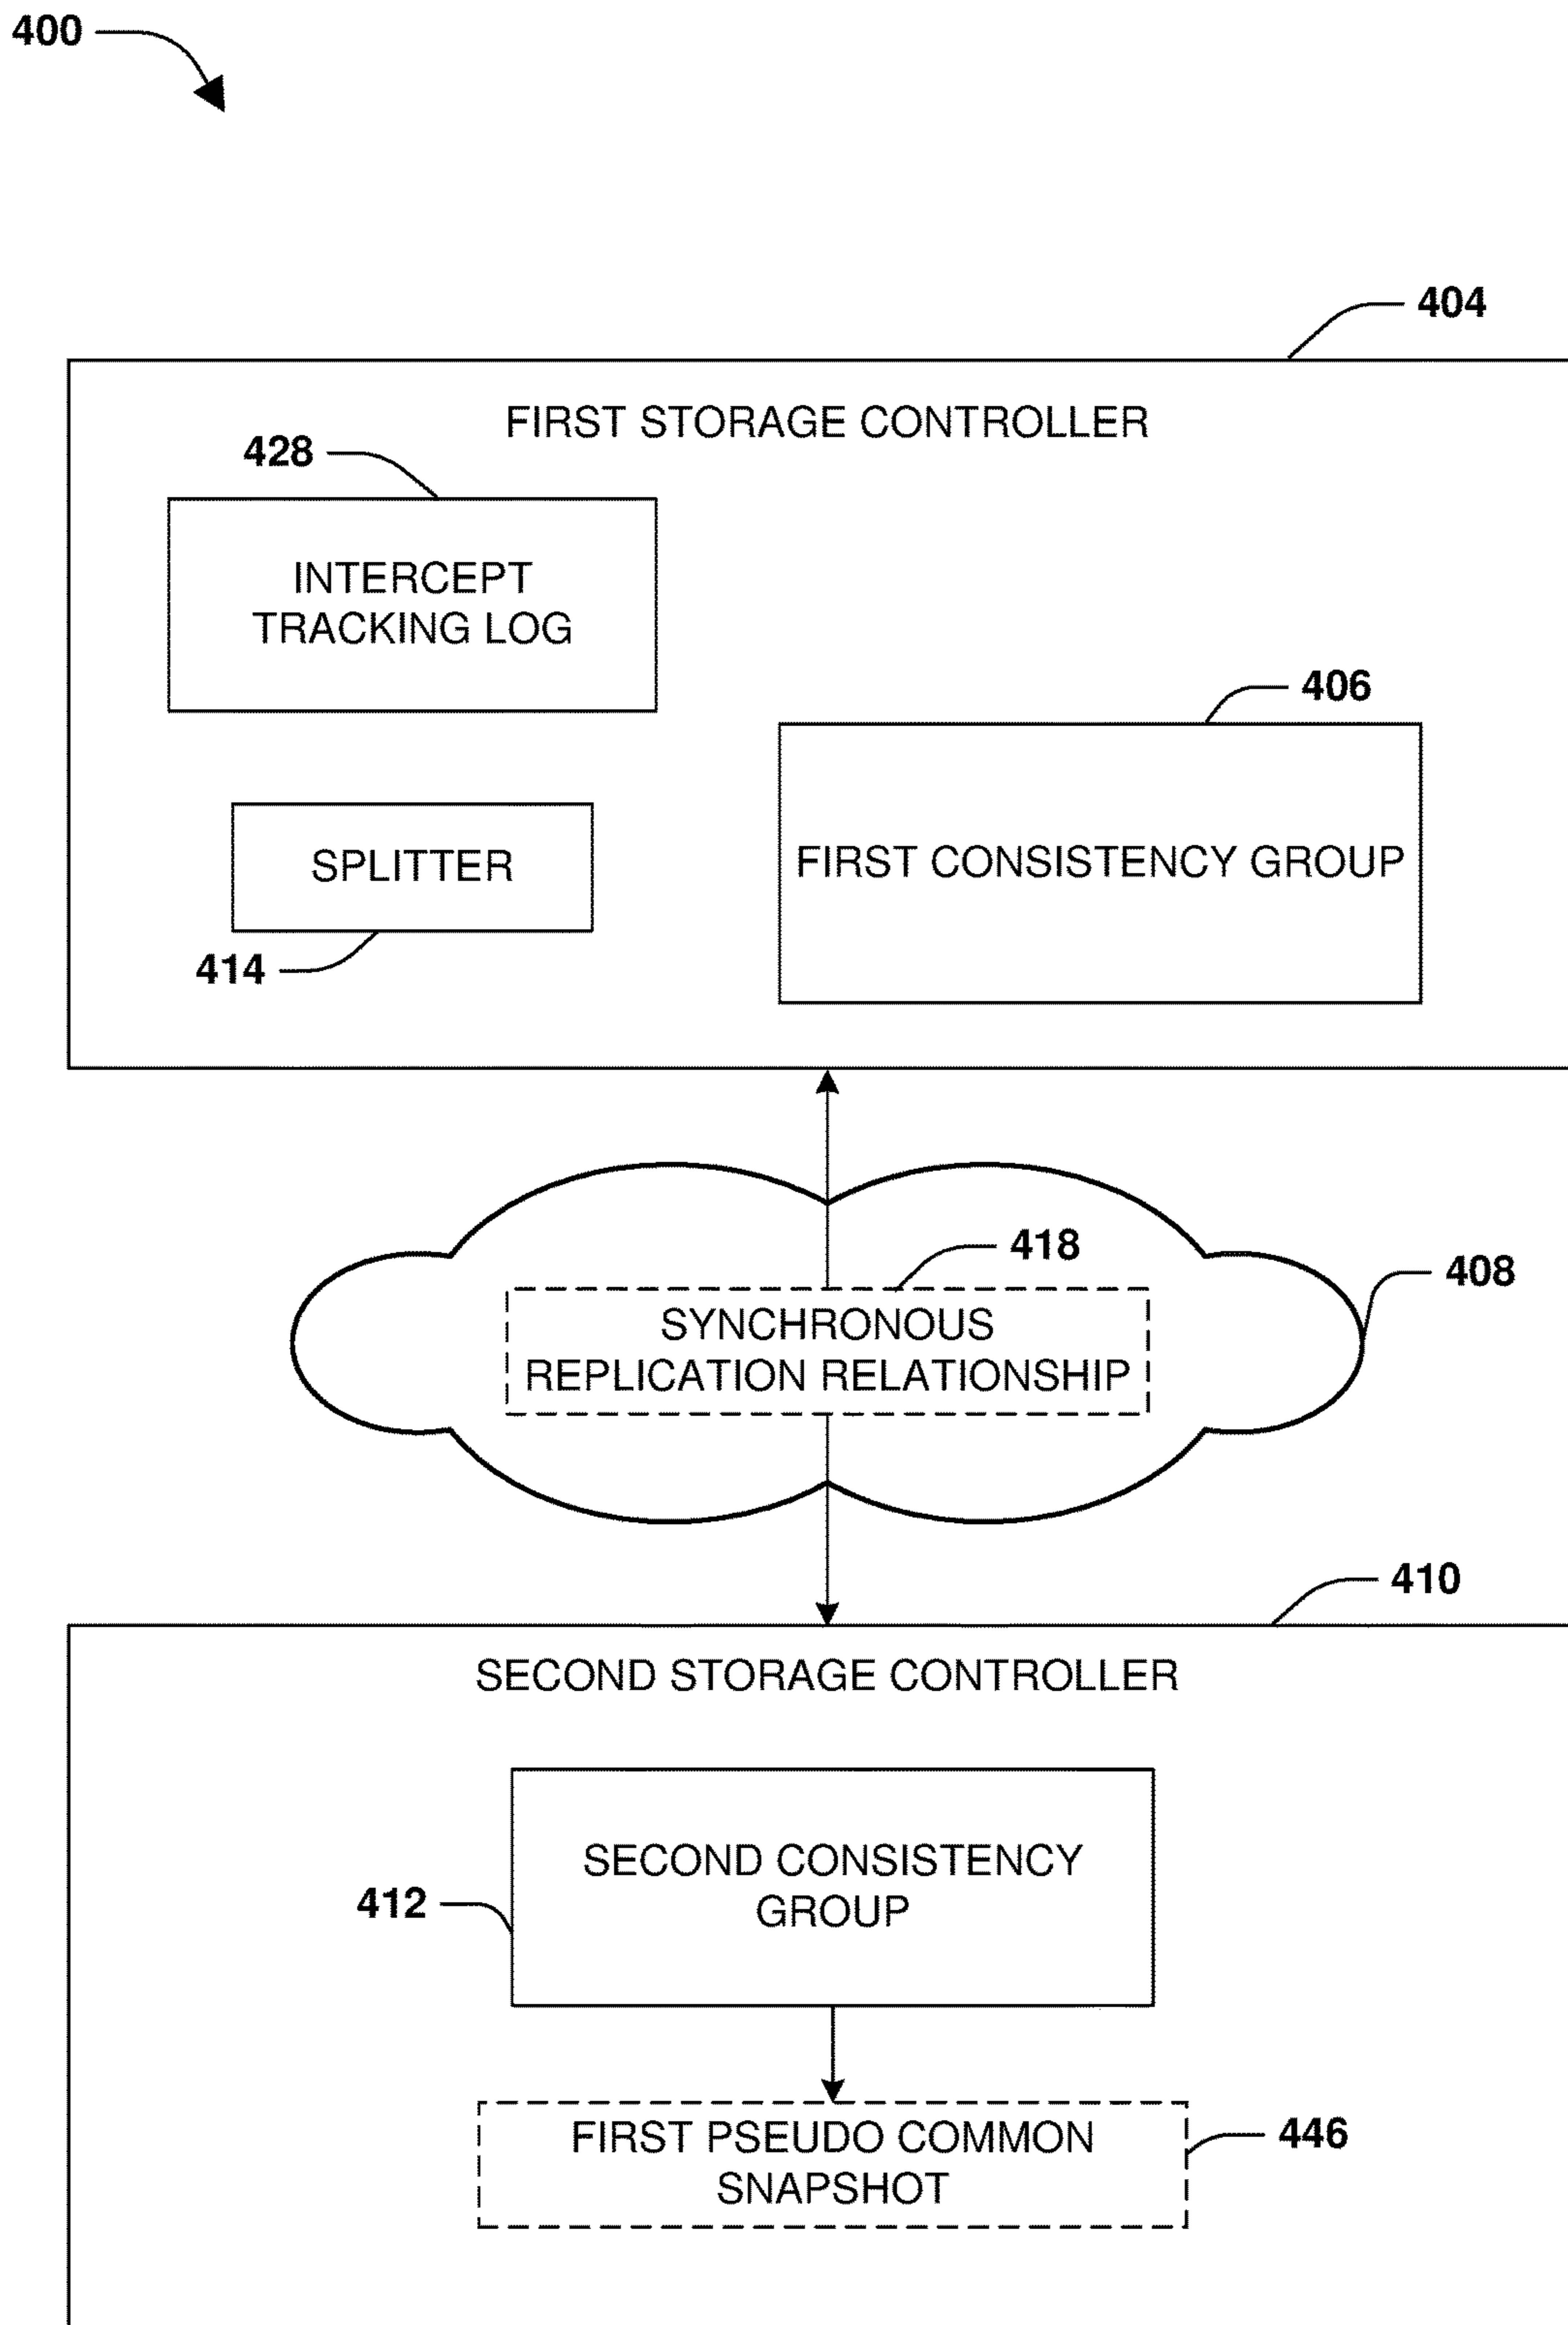 400
404
FIRST STORAGE CONTROLLER
428
INTERCEPT
TRACKING LOG
406
SPLITTER
FIRST CONSISTENCY GROUP
414
418
408
SYNCHRONOUS
REPLICATION RELATIONSHIP
410
SECOND STORAGE CONTROLLER
SECOND CONSISTENCY
GROUP
412
FIRST PSEUDO COMMON
SNAPSHOT
446